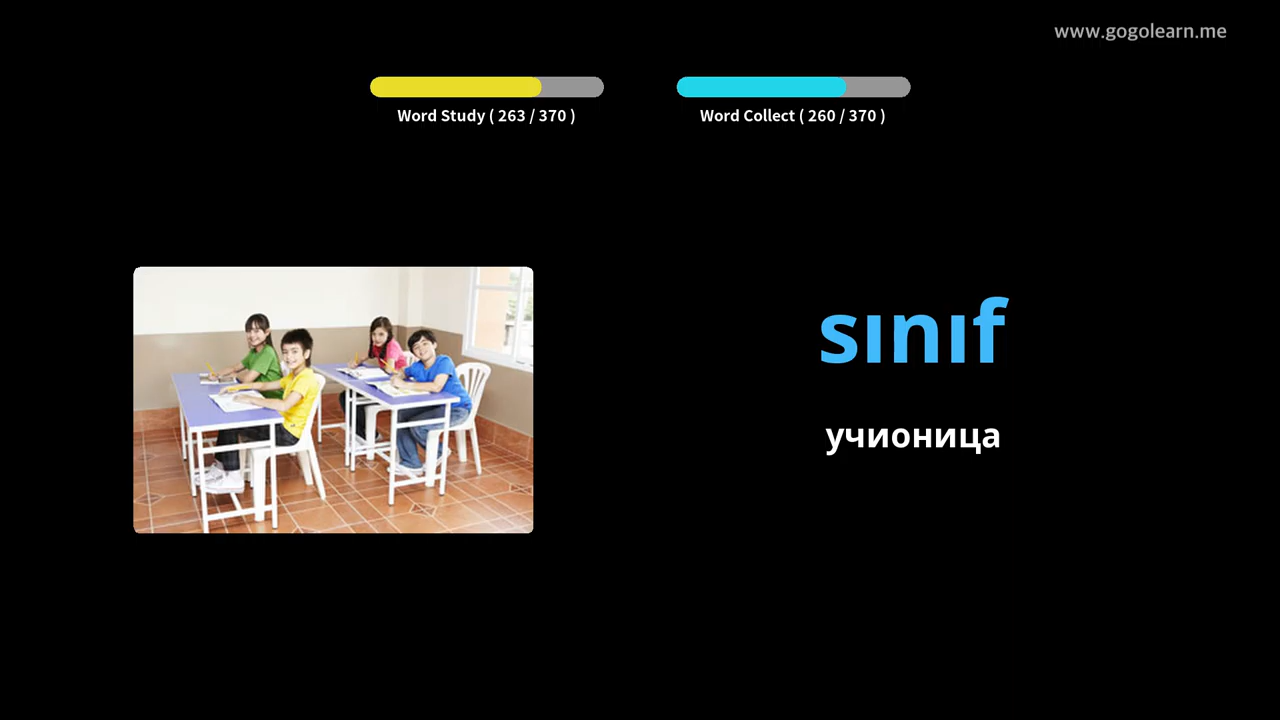 www.gogolearn.me
Word Study ( 263 / 370 )
Word Collect ( 260 / 370 )
sınıf
учионица